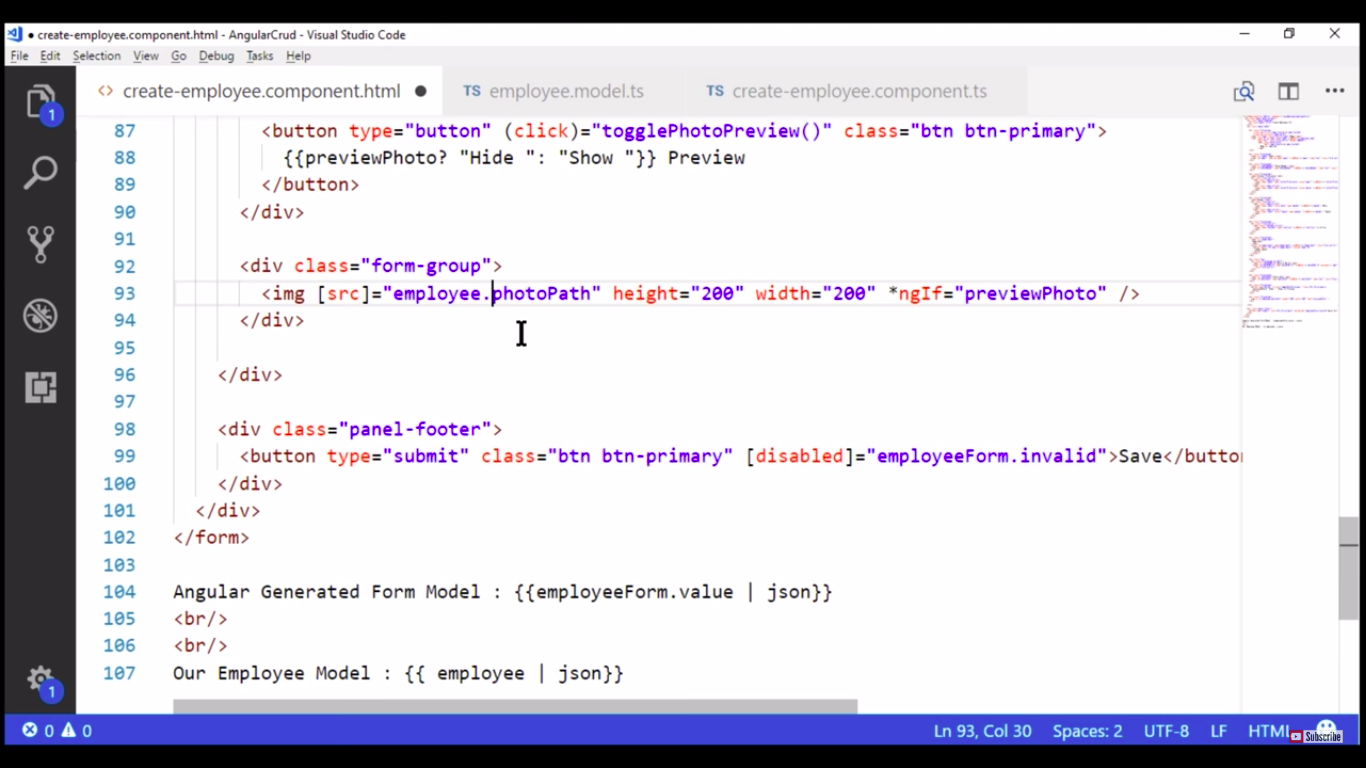 create-employee.component.html - AngularCrud - Visual Studio Code
File Edit Selection View Go Debug Tasks Help
1
<> create-employee.component.html TS employee.model.ts TS create-employee.component.ts
87 <button type="button" (click)="togglePhotoPreview()" class="btn btn-primary">
88 {{previewPhoto? "Hide ": "Show "}} Preview
89 </button>
90 </div>
91
92 <div class="form-group">
93 <img [src]="employee.photoPath" height="200" width="200" *ngIf="previewPhoto" />
94 </div>
95
96 </div>
97
98 <div class="panel-footer">
99 <button type="submit" class="btn btn-primary" [disabled]="employeeForm.invalid">Save</button
100 </div>
101 </div>
102 </form>
103
104 Angular Generated Form Model : {{employeeForm.value | json}}
105 <br/>
106 <br/>
107 Our Employee Model : {{ employee | json}}
1
0 0 Ln 93, Col 30 Spaces: 2 UTF-8 LF HTML
Subscribe